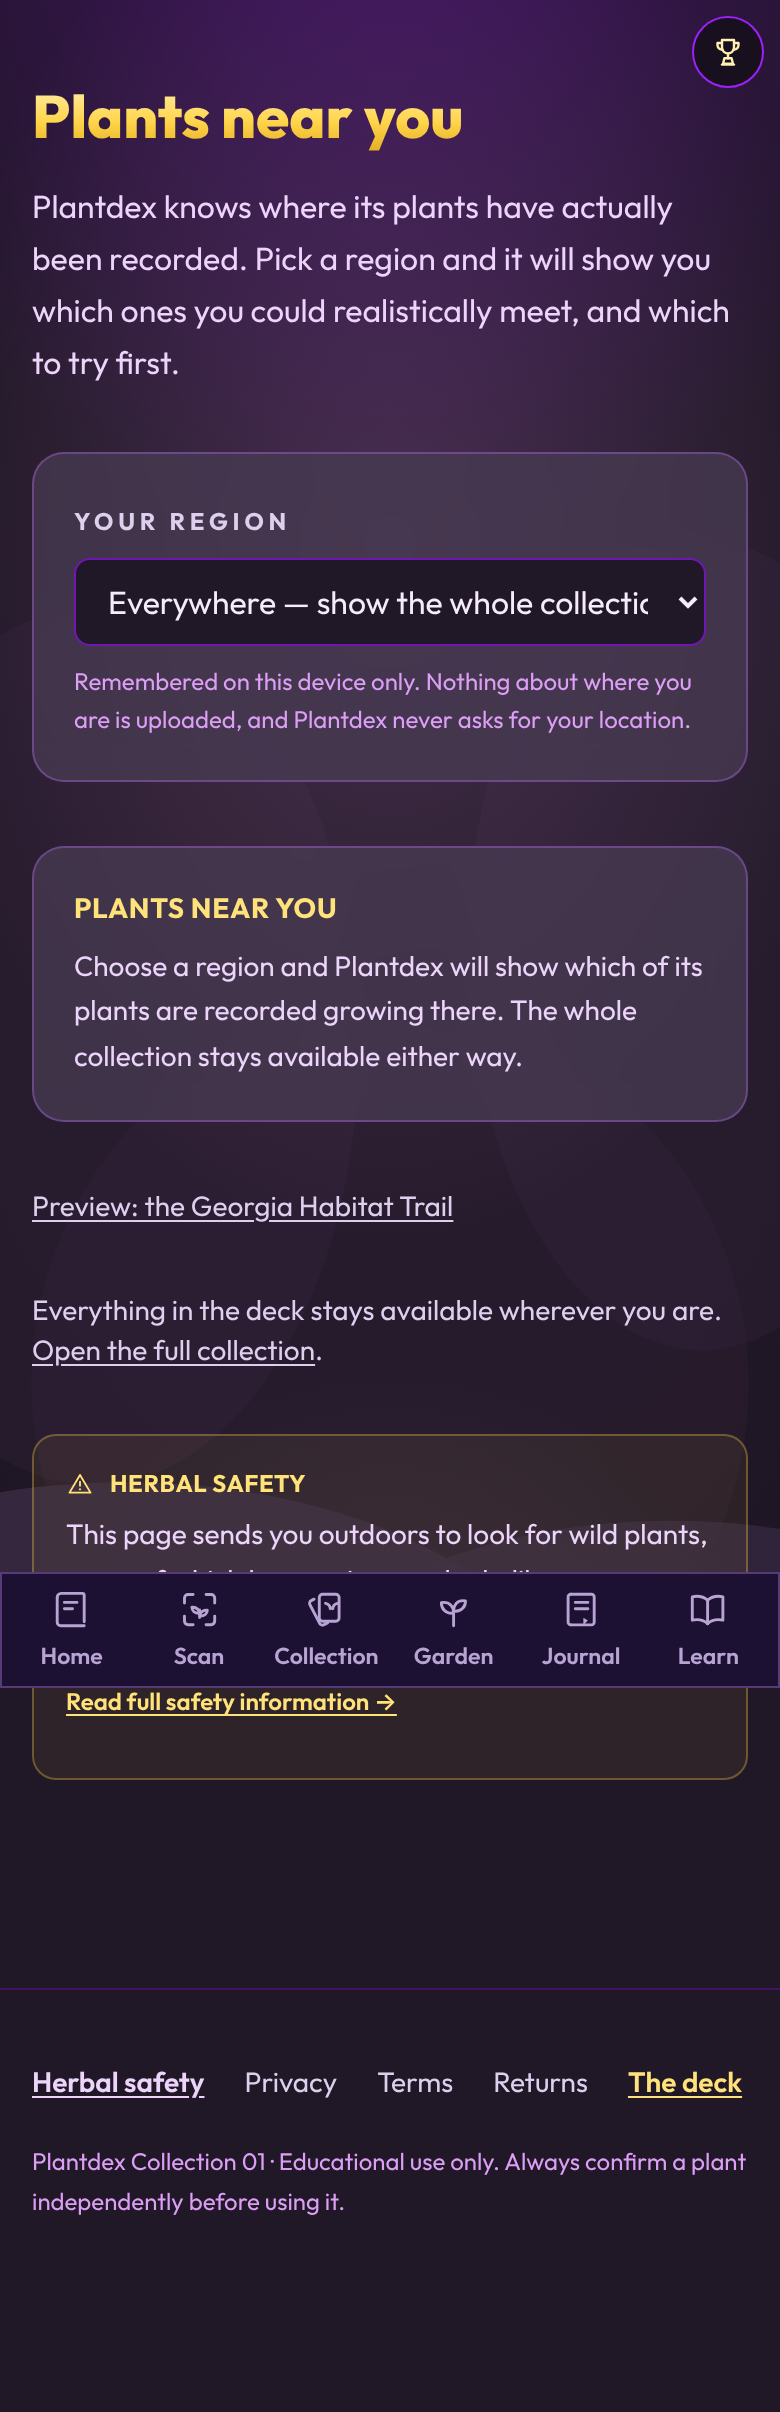 Plants near you
Plantdex knows where its plants have actually
been recorded. Pick a region and it will show you
which ones you could realistically meet, and which
to try first.
YOUR REGION
Everywhere — show the whole collectic
Remembered on this device only. Nothing about where you
are is uploaded, and Plantdex never asks for your location.
PLANTS NEAR YOU
Choose a region and Plantdex will show which of its
plants are recorded growing there. The whole
collection stays available either way.
Preview: the Georgia Habitat Trail
Everything in the deck stays available wherever you are.
Open the full collection.
HERBAL SAFETY
This page sends you outdoors to look for wild plants,
Home Scan Collection Garden Journal Learn
Read full safety information →
Herbal safety Privacy Terms Returns The deck
Plantdex Collection 01 · Educational use only. Always confirm a plant
independently before using it.